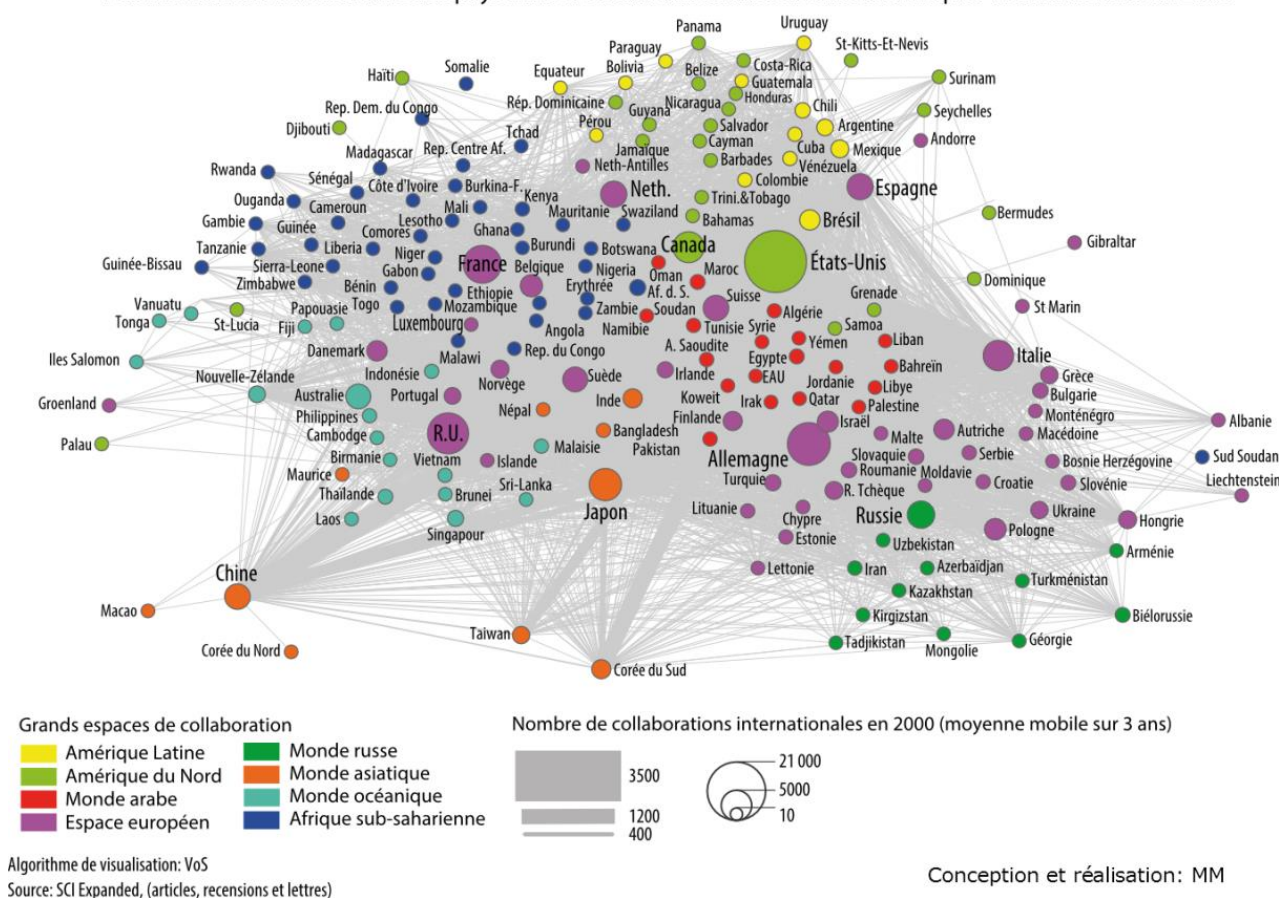 Panama
Uruguay
Paraguay
St-Kitts-Et-Nevis
Somalie
Equateur
Bolivia
Belize
Costa-Rica
Haïti
Guatemala
Surinam
Rép. Dominicaine
Nicaragua
Honduras
Rep. Dem. du Congo
Guyana
Chili
Seychelles
Djibouti
Tchad
Pérou
Salvador
Argentine
Jamaïque
Cayman
Andorre
Madagascar
Rep. Centre Af.
Cuba
Mexique
Neth-Antilles
Barbades
Vénézuela
Rwanda
Sénégal
Côte d'Ivoire
Burkina-F.
Colombie
Espagne
Neth.
Kenya
Ouganda
Cameroun
Mali
Trini.&Tobago
Mauritanie
Swaziland
Bermudes
Gambie
Guinée
Comores
Lesotho
Ghana
Bahamas
Brésil
Tanzanie
Liberia
Burundi
Botswana
Canada
Gibraltar
Guinée-Bissau
Sierra-Leone
Niger
France
Belgique
Nigeria
Oman
Maroc
États-Unis
Zimbabwe
Gabon
Erythrée
Af. d. S.
Dominique
Bénin
Ethiopie
Suisse
Grenade
Vanuatu
Papouasie
Togo
Mozambique
Zambie
Soudan
Algérie
St Marin
Tonga
St-Lucia
Fiji
Luxembourg
Angola
Namibie
Tunisie
Syrie
Samoa
Yémen
Liban
Danemark
Malawi
Rep. du Congo
A. Saoudite
Egypte
Italie
Iles Salomon
Indonésie
Norvège
Suède
Irlande
EAU
Jordanie
Bahreïn
Nouvelle-Zélande
Grèce
Australie
Portugal
Inde
Koweit
Irak
Qatar
Libye
Bulgarie
Groenland
Népal
Palestine
Philippines
Finlande
Israël
Monténégro
R.U.
Bangladesh
Albanie
Cambodge
Malaisie
Pakistan
Malte
Autriche
Macédoine
Palau
Birmanie
Vietnam
Islande
Allemagne
Slovaquie
Serbie
Sud Soudan
Maurice
Roumanie
Moldavie
Bosnie Herzégovine
Sri-Lanka
Turquie
Liechtenstein
Thaïlande
Brunei
R. Tchèque
Croatie
Slovénie
Japon
Lituanie
Laos
Chypre
Russie
Ukraine
Singapour
Pologne
Hongrie
Estonie
Uzbekistan
Arménie
Chine
Lettonie
Iran
Azerbaïdjan
Turkménistan
Kazakhstan
Macao
Kirgizstan
Biélorussie
Taiwan
Tadjikistan
Mongolie
Géorgie
Corée du Nord
Corée du Sud
Grands espaces de collaboration
Amérique Latine
Amérique du Nord
Monde arabe
Espace européen
Monde russe
Monde asiatique
Monde océanique
Afrique sub-saharienne
Nombre de collaborations internationales en 2000 (moyenne mobile sur 3 ans)
3500
1200
400
21 000
5000
10
Algorithme de visualisation: VoS
Source: SCI Expanded, (articles, recensions et lettres)
Conception et réalisation: MM